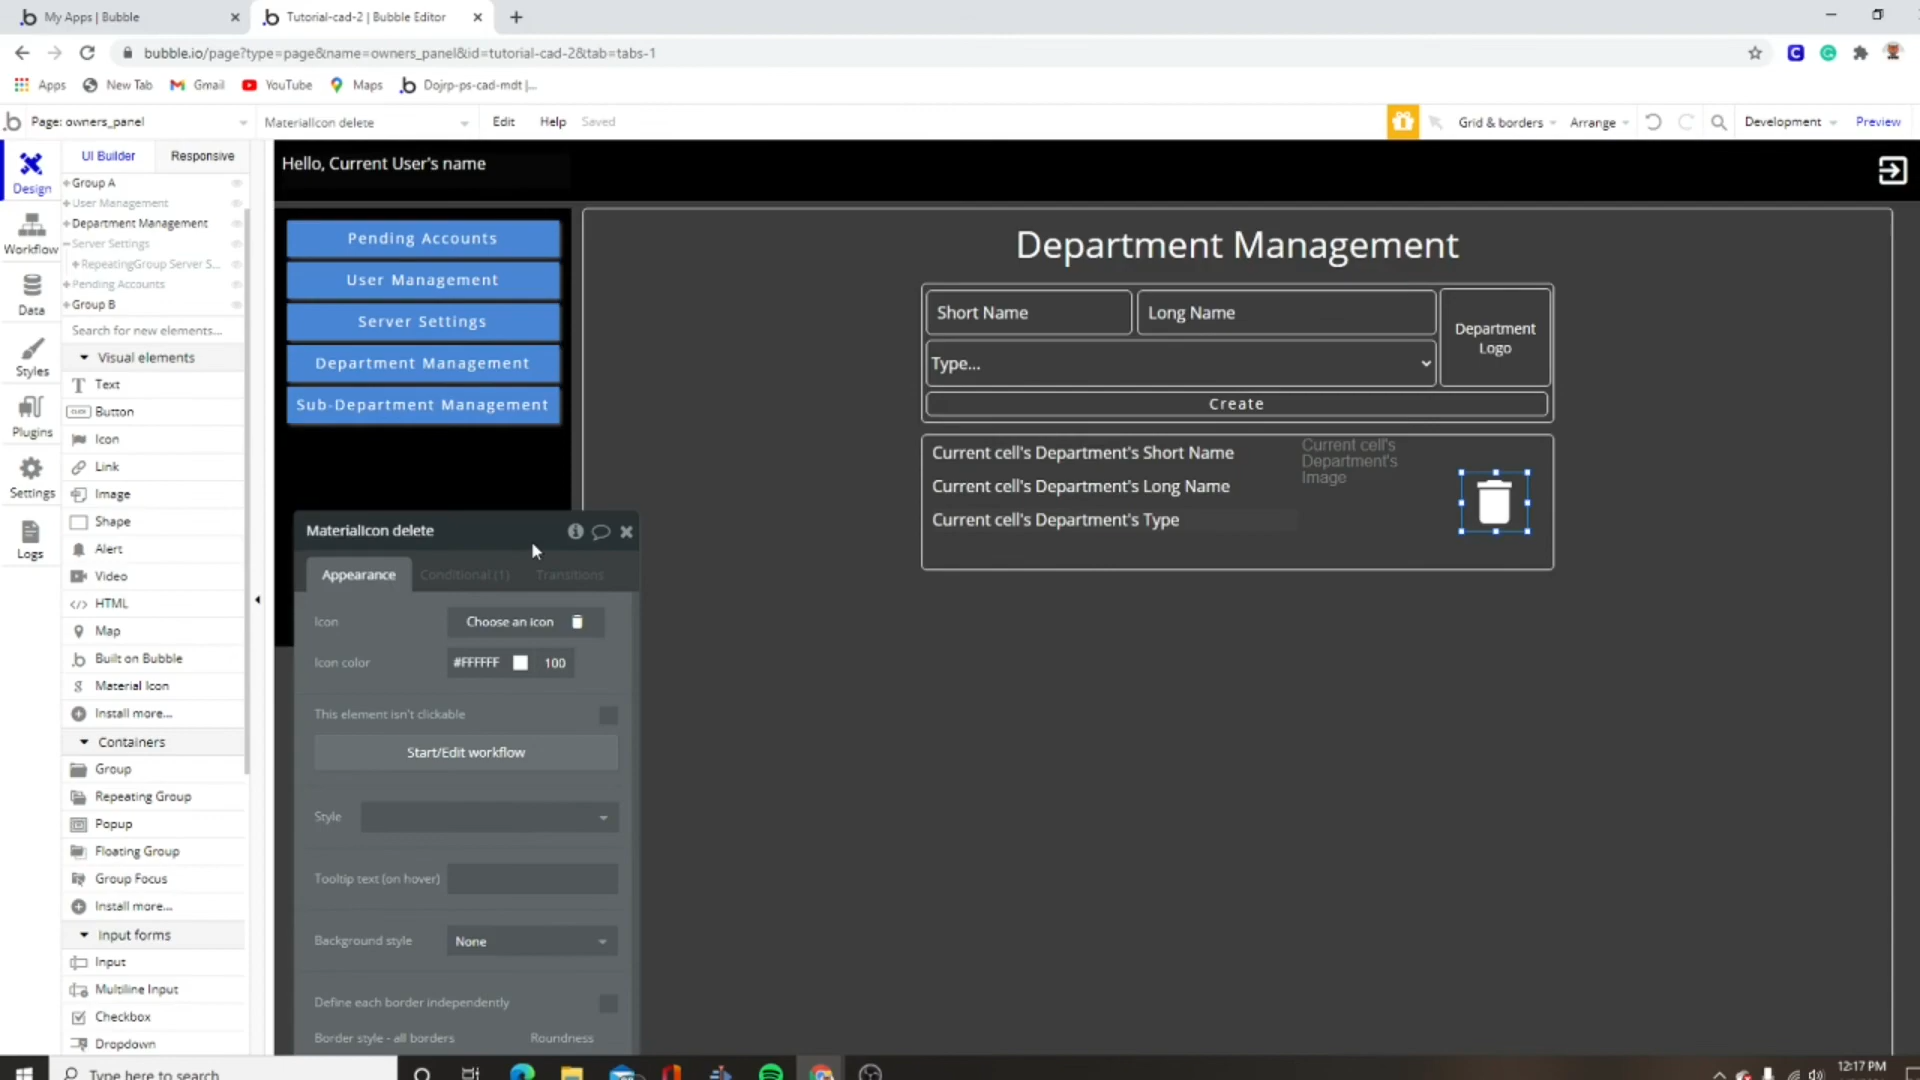 My Apps | Bubble
Tutorial-cad-2 | Bubble Editor
bubble.io/page?type=page&name=owners_panel&id=tutorial-cad-2&tab=tabs-1
Apps
New Tab
Gmail
YouTube
Maps
Dojrp-ps-cad-mdt |...
Page: owners_panel
MaterialIcon delete
Edit
Help
Saved
Grid & borders
Arrange
Development
Preview
Design
Workflow
Data
Styles
Plugins
Settings
Logs
UI Builder
Responsive
Group A
User Management
Department Management
Server Settings
RepeatingGroup Server S...
Pending Accounts
Group B
Search for new elements...
Visual elements
Text
Button
Icon
Link
Image
Shape
Alert
Video
HTML
Map
Built on Bubble
Material Icon
Install more...
Containers
Group
Repeating Group
Popup
Floating Group
Group Focus
Install more...
Input forms
Input
Multiline Input
Checkbox
Dropdown
Hello, Current User's name
Pending Accounts
User Management
Server Settings
Department Management
Sub-Department Management
Department Management
Short Name
Long Name
Department
Logo
Type...
Create
Current cell's Department's Short Name
Current cell's Department's Long Name
Current cell's Department's Type
Current cell's
Department's
Image
MaterialIcon delete
Appearance
Conditional (1)
Transitions
Icon
Choose an icon
Icon color
#FFFFFF
100
This element isn't clickable
Start/Edit workflow
Style
Tooltip text (on hover)
Background style
None
Define each border independently
Border style - all borders
Roundness
Type here to search
12:17 PM